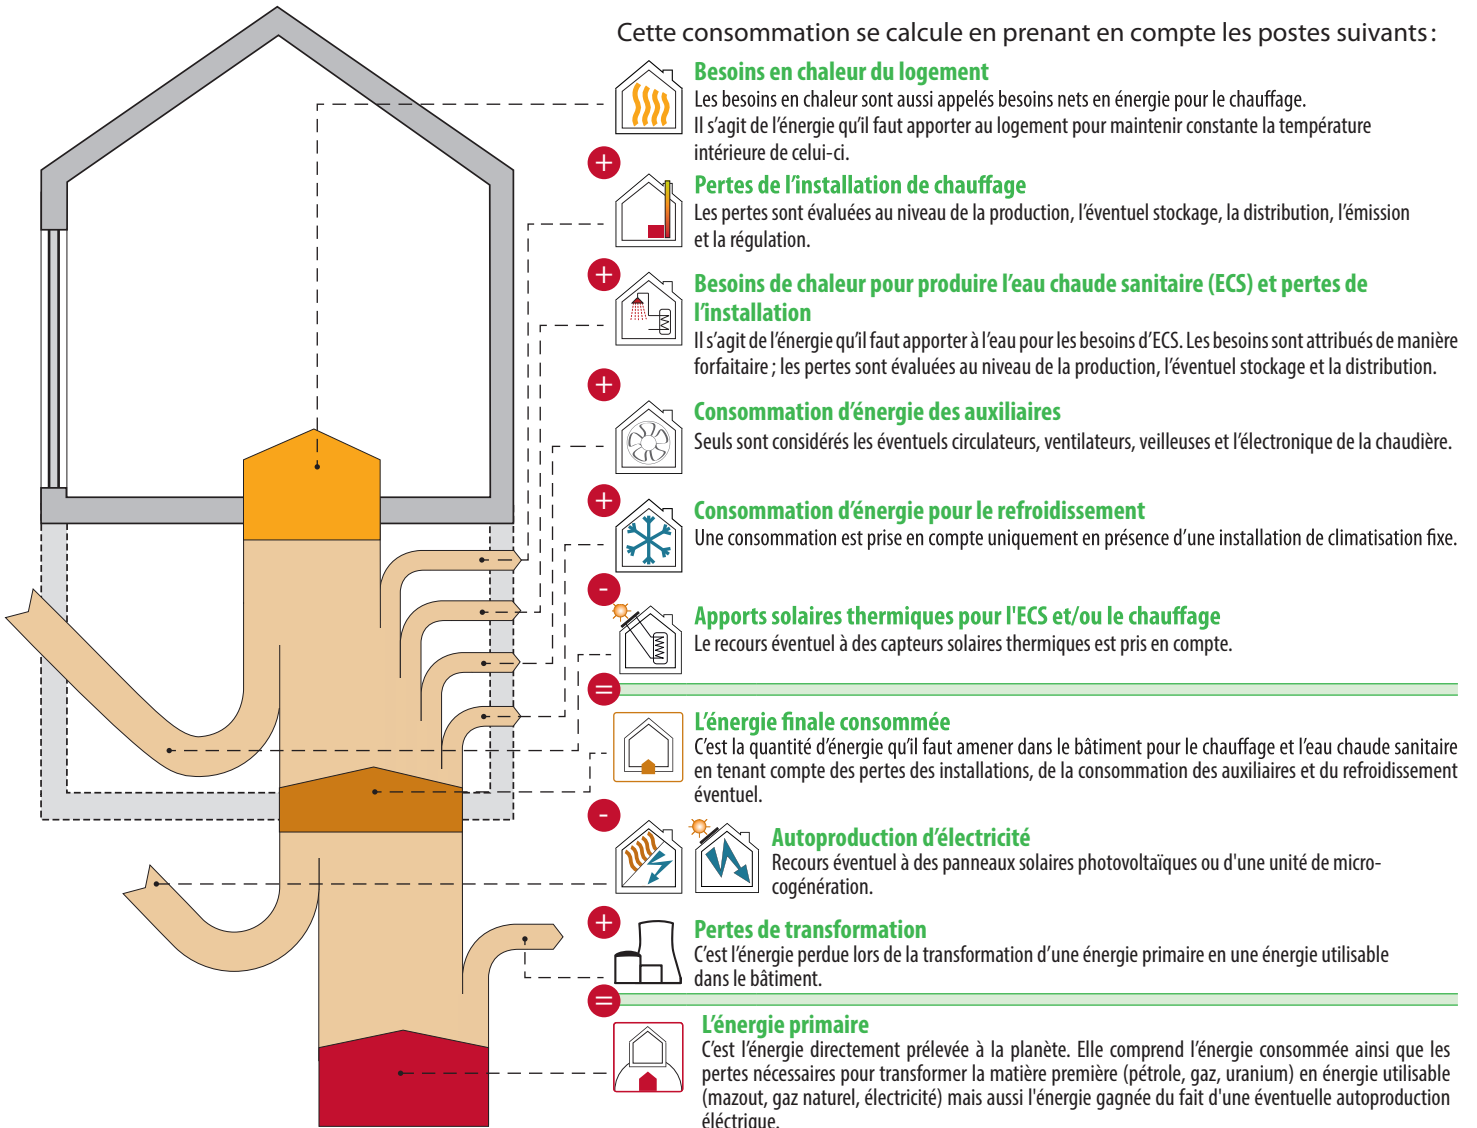 Cette consommation se calcule en prenant en compte les postes suivants :
Besoins en chaleur du logement
Les besoins en chaleur sont aussi appelés besoins nets en énergie pour le chauffage.
Il s’agit de l’énergie qu’il faut apporter au logement pour maintenir constante la température
intérieure de celui-ci.
+
Pertes de l’installation de chauffage
Les pertes sont évaluées au niveau de la production, l’éventuel stockage, la distribution, l’émission
et la régulation.
+
Besoins de chaleur pour produire l’eau chaude sanitaire (ECS) et pertes de
l’installation
Il s’agit de l’énergie qu’il faut apporter à l’eau pour les besoins d’ECS. Les besoins sont attribués de manière
forfaitaire ; les pertes sont évaluées au niveau de la production, l’éventuel stockage et la distribution.
+
Consommation d’énergie des auxiliaires
Seuls sont considérés les éventuels circulateurs, ventilateurs, veilleuses et l’électronique de la chaudière.
+
Consommation d’énergie pour le refroidissement
Une consommation est prise en compte uniquement en présence d’une installation de climatisation fixe.
-
Apports solaires thermiques pour l'ECS et/ou le chauffage
Le recours éventuel à des capteurs solaires thermiques est pris en compte.
=
L’énergie finale consommée
C’est la quantité d’énergie qu’il faut amener dans le bâtiment pour le chauffage et l’eau chaude sanitaire
en tenant compte des pertes des installations, de la consommation des auxiliaires et du refroidissement
éventuel.
-
Autoproduction d’électricité
Recours éventuel à des panneaux solaires photovoltaïques ou d'une unité de micro-
cogénération.
+
Pertes de transformation
C’est l’énergie perdue lors de la transformation d’une énergie primaire en une énergie utilisable
dans le bâtiment.
=
L’énergie primaire
C’est l’énergie directement prélevée à la planète. Elle comprend l’énergie consommée ainsi que les
pertes nécessaires pour transformer la matière première (pétrole, gaz, uranium) en énergie utilisable
(mazout, gaz naturel, électricité) mais aussi l'énergie gagnée du fait d'une éventuelle autoproduction
éléctrique.